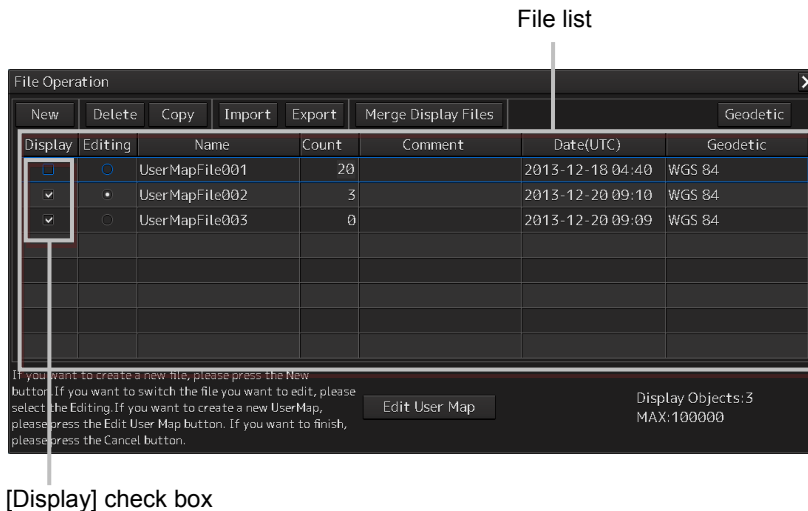 File list
File Operation
New Delete Copy Import Export Merge Display Files Geodetic
Display Editing Name Count Comment Date(UTC) Geodetic
UserMapFile001 20 2013-12-18 04:40 WGS 84
UserMapFile002 3 2013-12-20 09:10 WGS 84
UserMapFile003 0 2013-12-20 09:09 WGS 84
If you want to create a new file, please press the New
button.If you want to switch the file you want to edit, please
select the Editing.If you want to create a new UserMap,
please press the Edit User Map button. If you want to finish,
please press the Cancel button.
Edit User Map
Display Objects:3
MAX:100000
[Display] check box